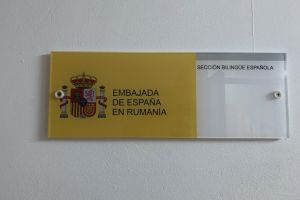 EMBAJADA
DE ESPAÑA
EN RUMANÍA
SECCIÓN BILINGÜE ESPAÑOLA